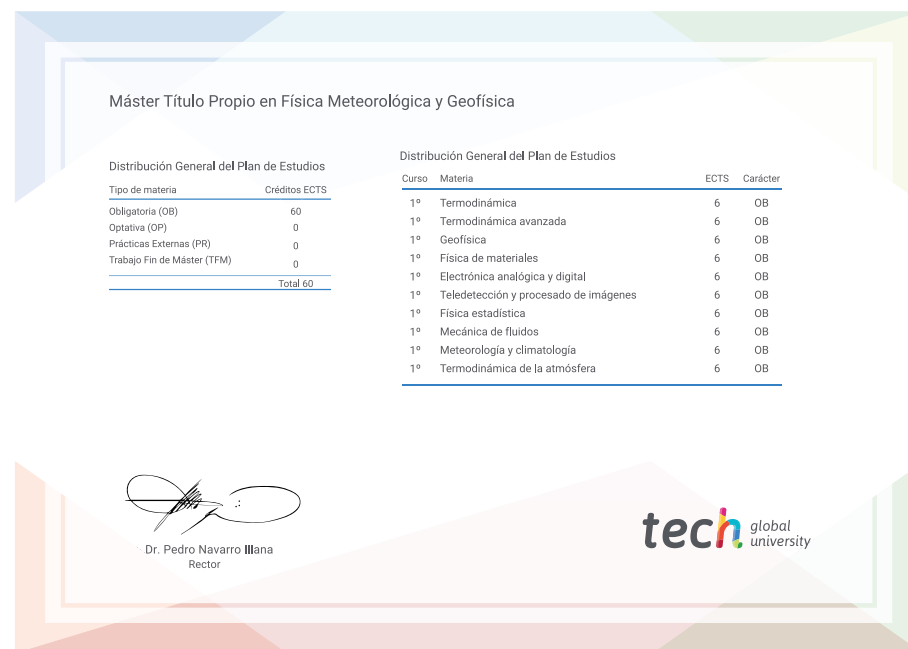 Máster Título Propio en Física Meteorológica y Geofísica
Distribución General del Plan de Estudios
Tipo de materia Créditos ECTS
Obligatoria (OB) 60
Optativa (OP) 0
Prácticas Externas (PR) 0
Trabajo Fin de Máster (TFM) 0
Total 60
Distribución General del Plan de Estudios
Curso Materia ECTS Carácter
1º Termodinámica 6 OB
1º Termodinámica avanzada 6 OB
1º Geofísica 6 OB
1º Física de materiales 6 OB
1º Electrónica analógica y digital 6 OB
1º Teledetección y procesado de imágenes 6 OB
1º Física estadística 6 OB
1º Mecánica de fluidos 6 OB
1º Meteorología y climatología 6 OB
1º Termodinámica de la atmósfera 6 OB
Dr. Pedro Navarro Illana
Rector
tech global
university